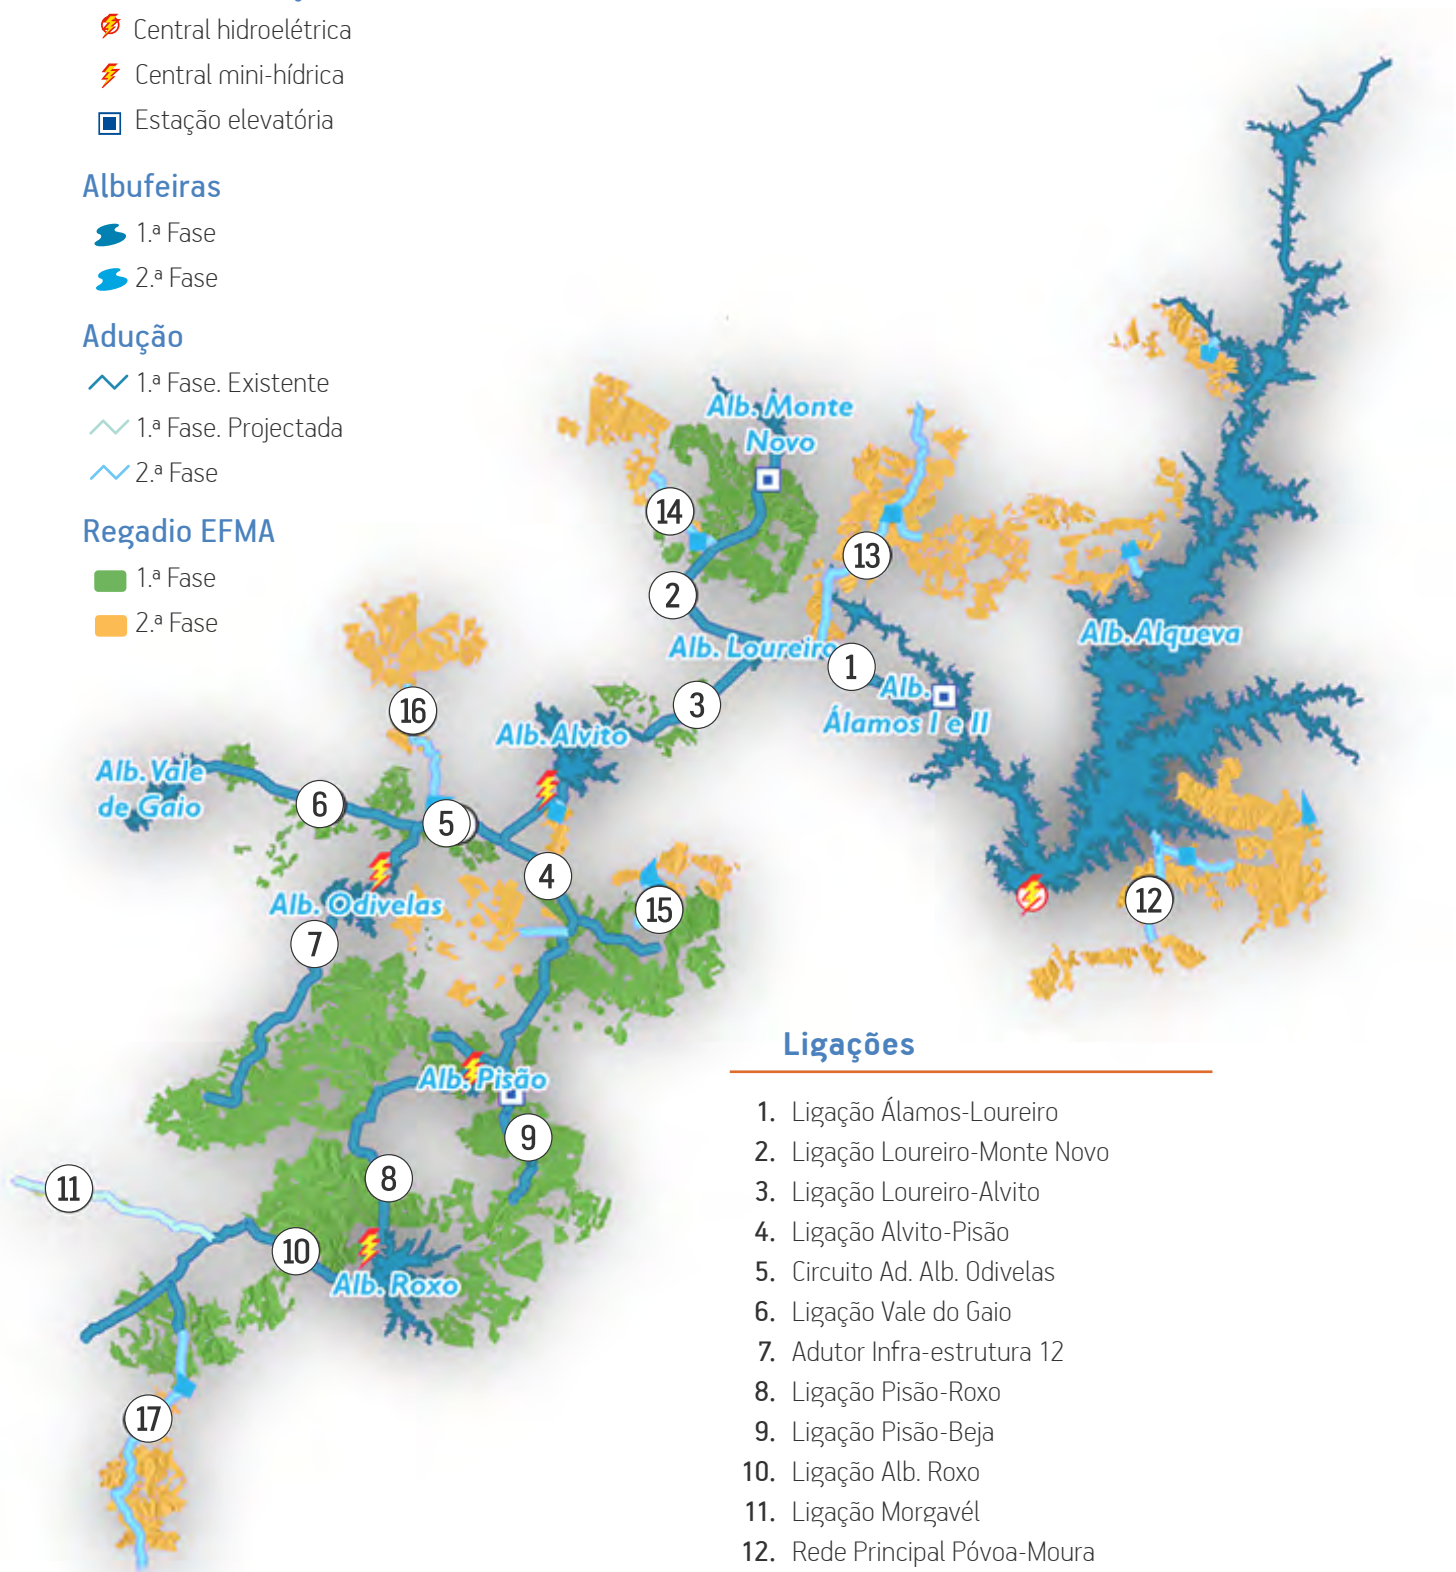 Central hidroelétrica
Central mini-hídrica
Estação elevatória
Albufeiras
1.ª Fase
2.ª Fase
Adução
1.ª Fase. Existente
1.ª Fase. Projectada
2.ª Fase
Regadio EFMA
1.ª Fase
2.ª Fase
Alb. Monte
Novo
14
13
2
Alb. Alqueva
Alb. Loureiro
1
Alb.
Álamos I e II
3
16
Alb. Alvito
Alb. Vale
de Gaio
6
5
4
Alb. Odivelas
15
12
7
Alb. Pisão
9
8
11
10
Alb. Roxo
17
Ligações
1. Ligação Álamos-Loureiro
2. Ligação Loureiro-Monte Novo
3. Ligação Loureiro-Alvito
4. Ligação Alvito-Pisão
5. Circuito Ad. Alb. Odivelas
6. Ligação Vale do Gaio
7. Adutor Infra-estrutura 12
8. Ligação Pisão-Roxo
9. Ligação Pisão-Beja
10. Ligação Alb. Roxo
11. Ligação Morgavél
12. Rede Principal Póvoa-Moura